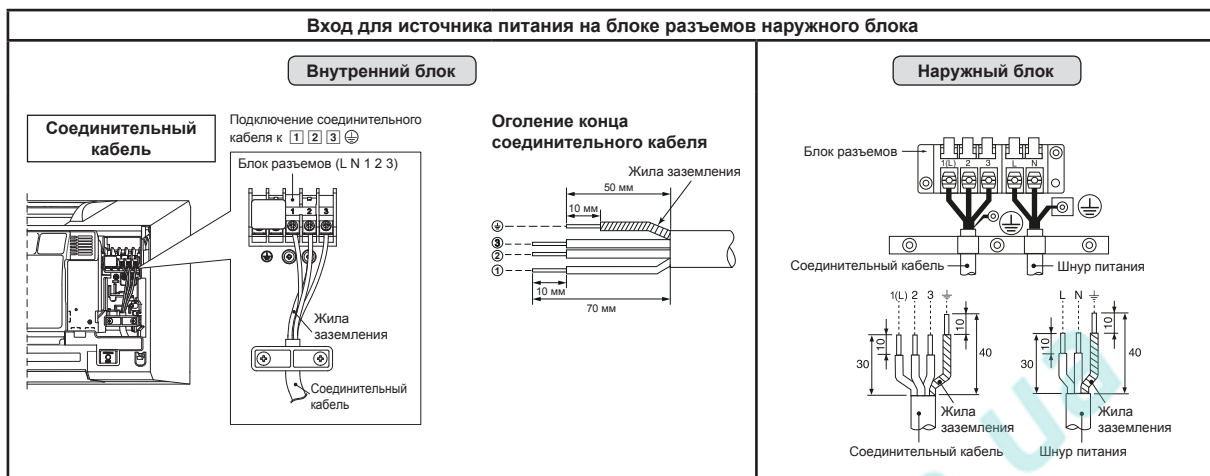 Вход для источника питания на блоке разъемов наружного блока
Внутренний блок
Соединительный
кабель
Подключение соединительного
кабеля к 1 2 3
Блок разъемов (L N 1 2 3)
1 2 3
Жила
заземления
Соединительный
кабель
Оголение конца
соединительного кабеля
Жила заземления
50 мм
10 мм
③
②
①
10 мм
70 мм
Наружный блок
Блок разъемов
1(L) 2 3 L N
Соединительный кабель
Шнур питания
1(L) 2 3
10
30
10
40
Жила
заземления
Соединительный кабель
L N
10
30
10
40
Жила
заземления
Шнур питания